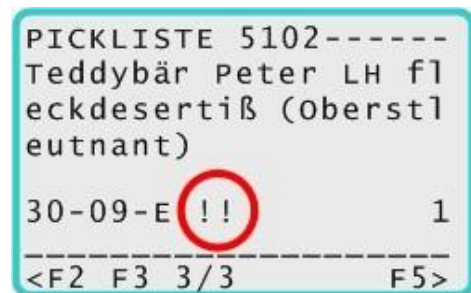 PICKLISTE 5102------
Teddybär Peter LH fl
eckdesertiß (Oberstl
eutnant)
30-09-E !! 1
<F2 F3 3/3 F5>